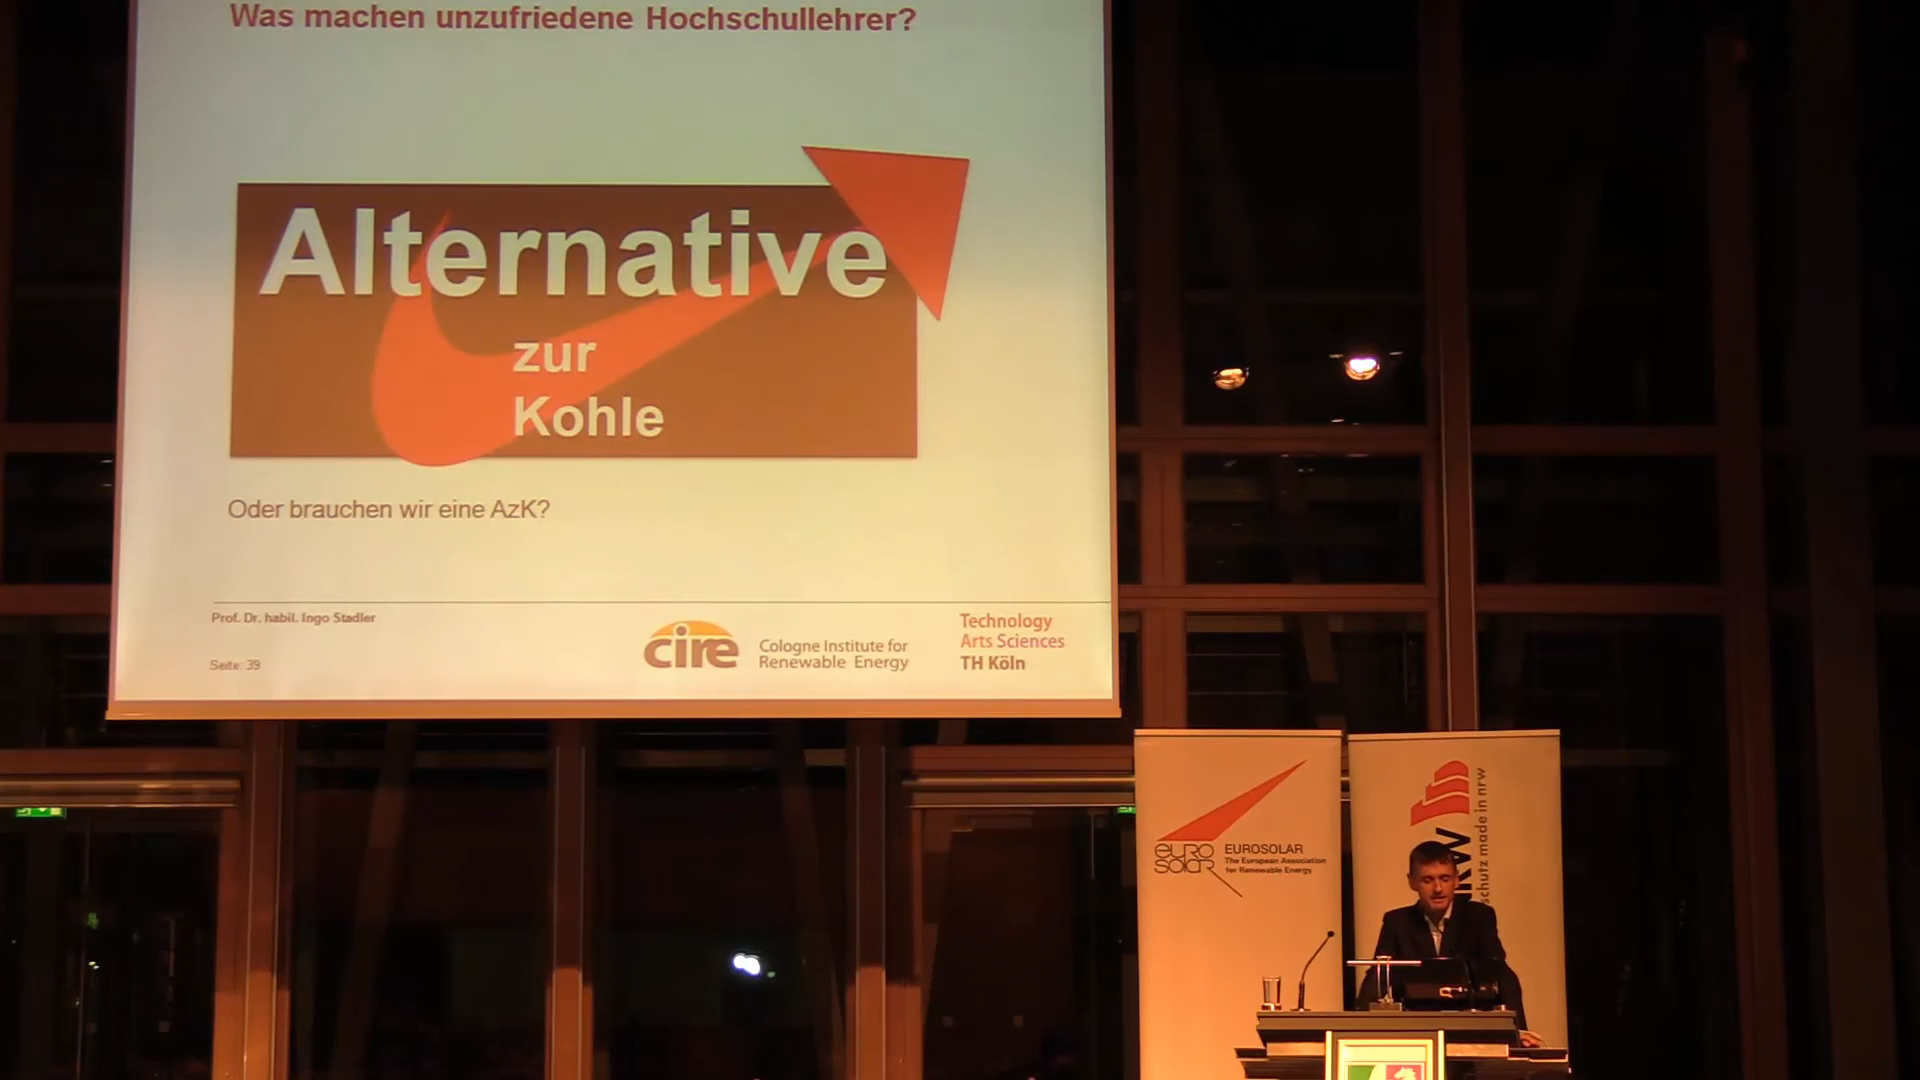 Was machen unzufriedene Hochschullehrer?
Alternative
zur
Kohle
Oder brauchen wir eine AzK?
Prof. Dr. habil. Ingo Stadler
Seite: 39
cire
Cologne Institute for
Renewable Energy
Technology
Arts Sciences
TH Köln
euro
solar
EUROSOLAR
The European Association
for Renewable Energy
schutz made in nrw